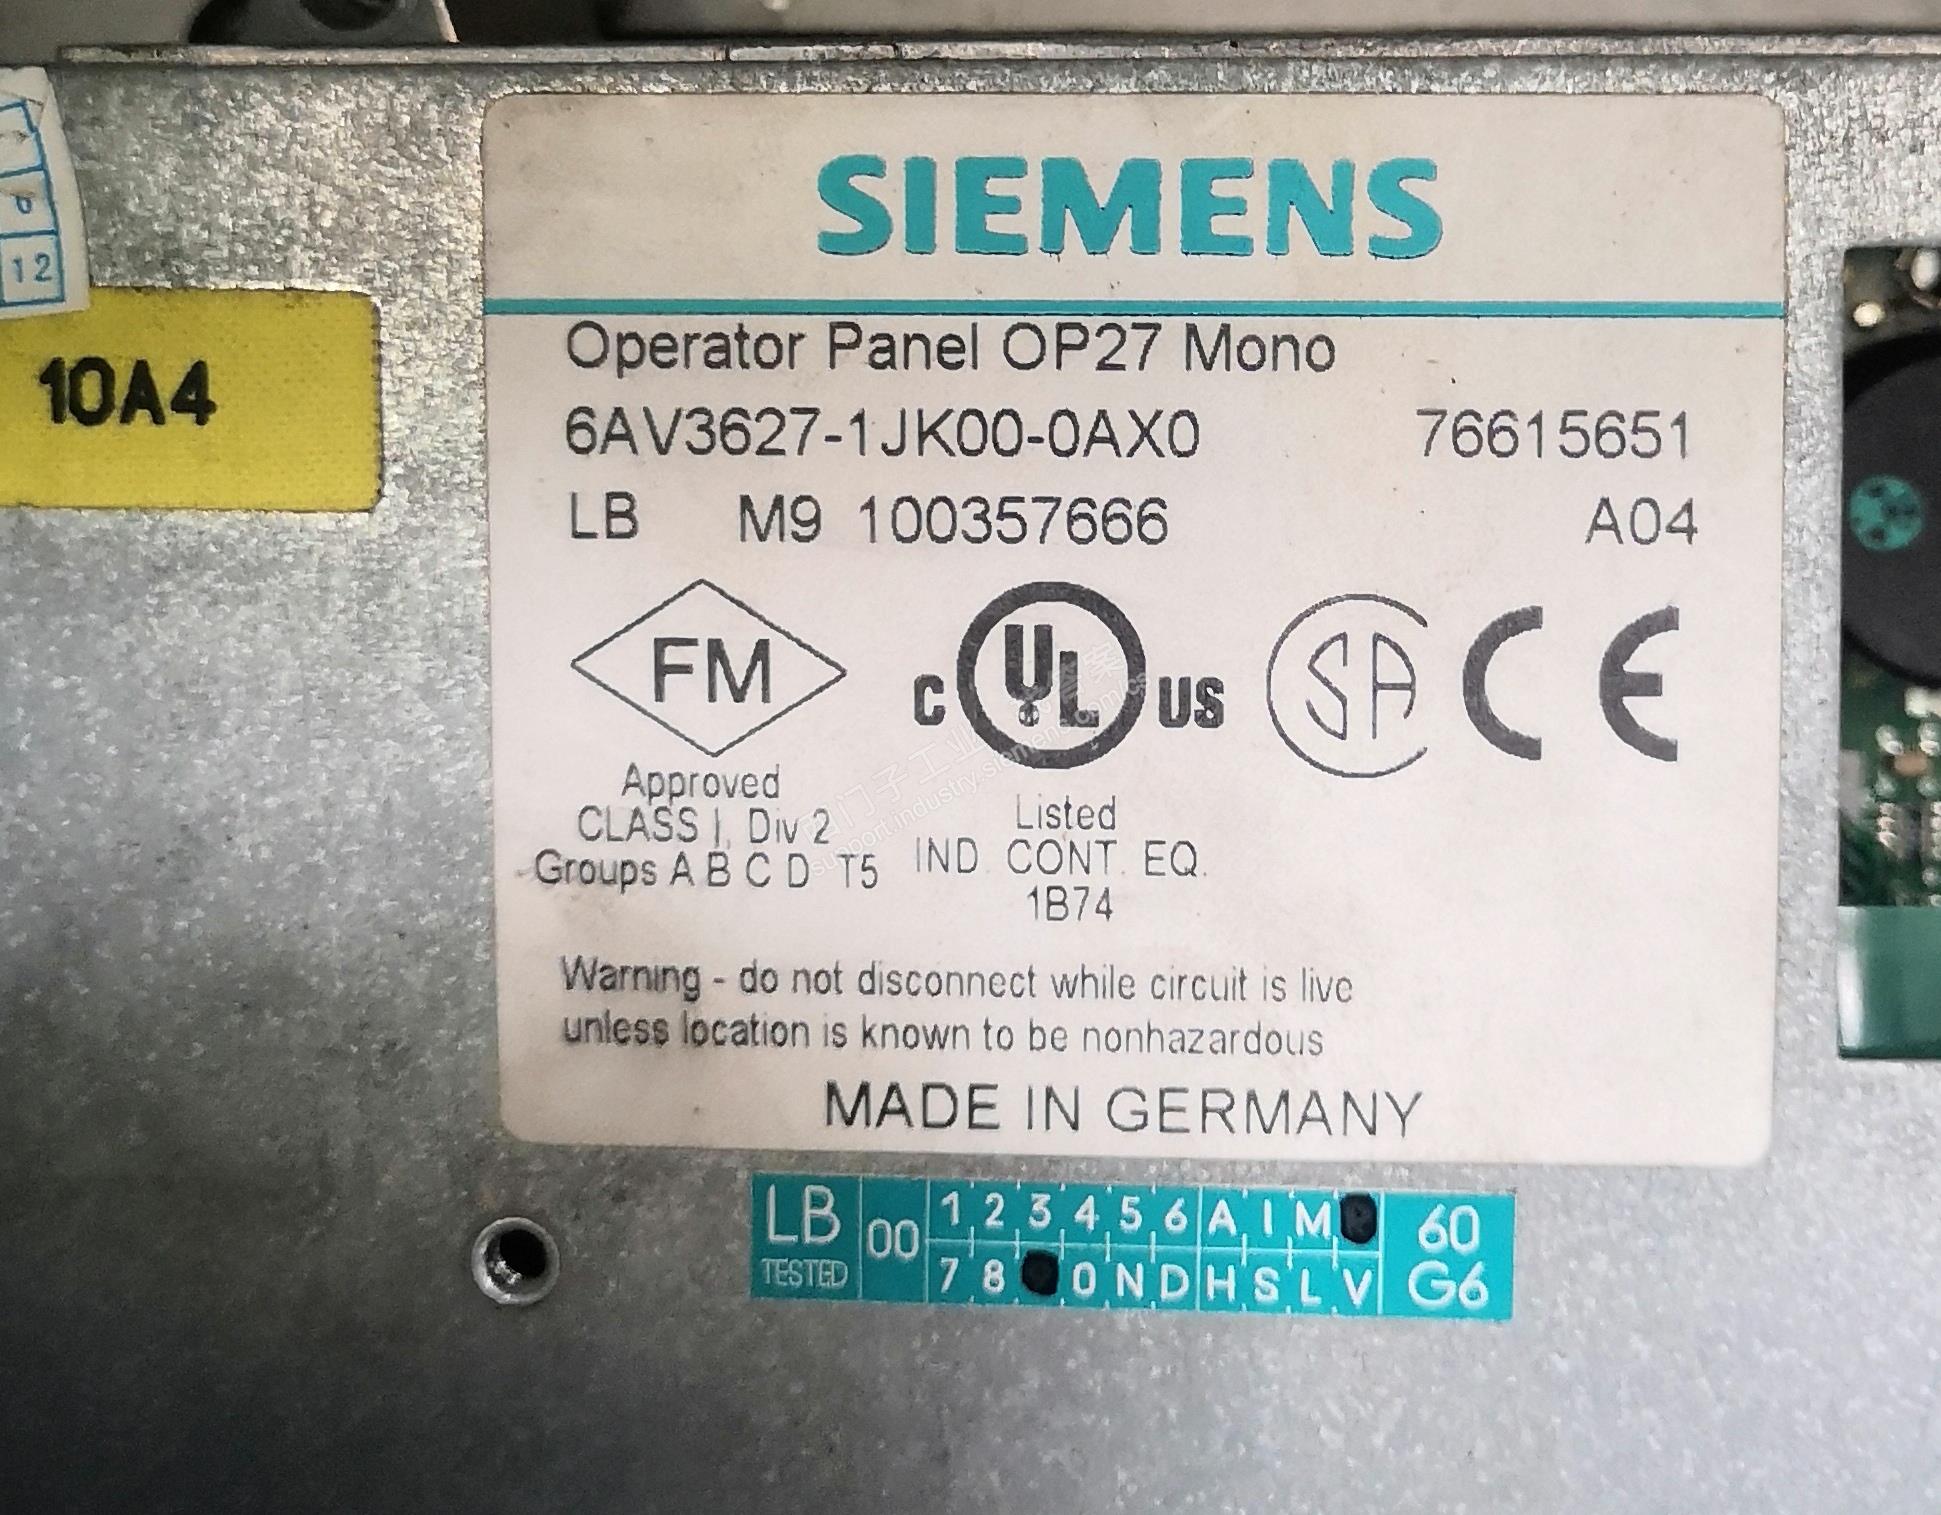 SIEMENS
Operator Panel OP27 Mono
6AV3627-1JK00-0AX0 76615651
LB M9 100357666 A04
10A4
12
FM
C UL US
SA
CE
Approved
CLASS I, Div 2
Groups A B C D T5
Listed
IND. CONT. EQ.
1B74
Warning - do not disconnect while circuit is live
unless location is known to be nonhazardous
MADE IN GERMANY
LB 00 1 2 3 4 5 6 A I M 60
TESTED 7 8 0 N D H S L V G6